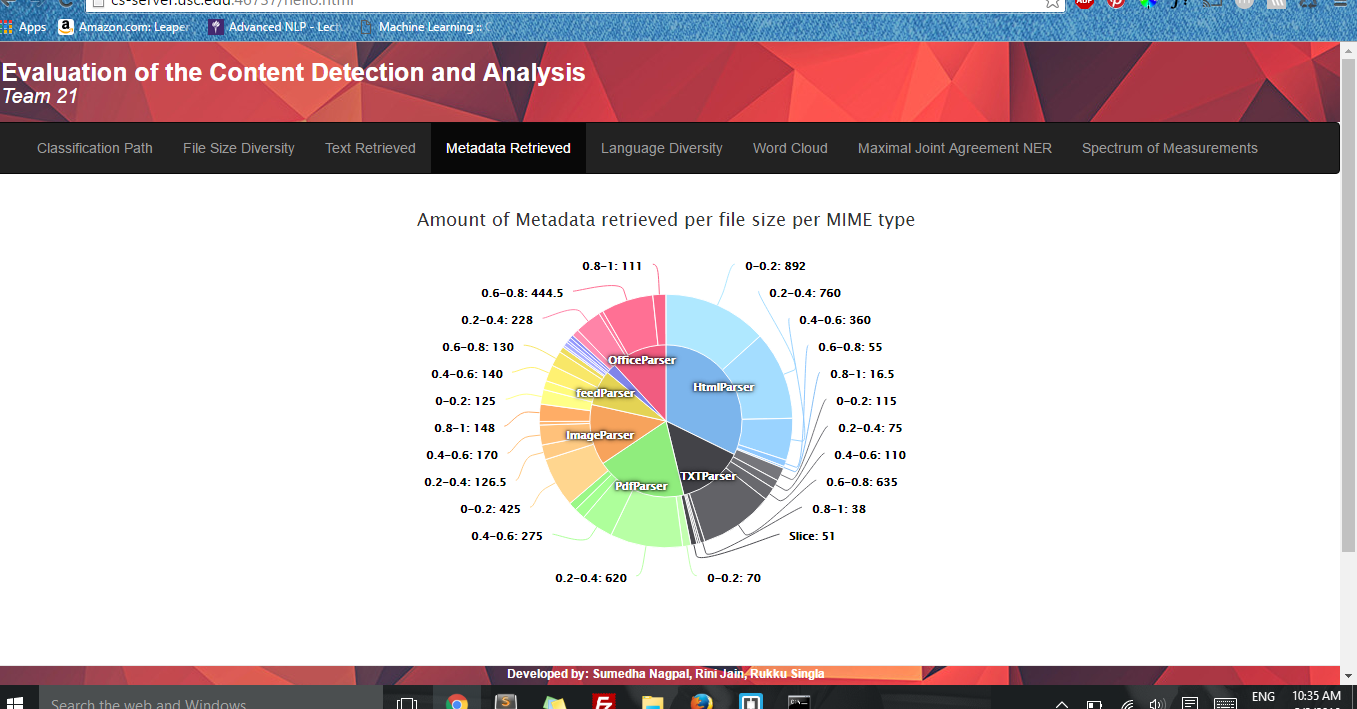 cs-server.usc.edu:46737/hello.html
Apps
Amazon.com: Leaper
Advanced NLP - Lect
Machine Learning ::
Evaluation of the Content Detection and Analysis
Team 21
Classification Path
File Size Diversity
Text Retrieved
Metadata Retrieved
Language Diversity
Word Cloud
Maximal Joint Agreement NER
Spectrum of Measurements
Amount of Metadata retrieved per file size per MIME type
0.8-1: 111
0-0.2: 892
0.6-0.8: 444.5
0.2-0.4: 760
0.2-0.4: 228
0.4-0.6: 360
0.6-0.8: 130
0.6-0.8: 55
OfficeParser
0.4-0.6: 140
0.8-1: 16.5
HtmlParser
feedParser
0-0.2: 125
0-0.2: 115
0.8-1: 148
0.2-0.4: 75
ImageParser
0.4-0.6: 170
0.4-0.6: 110
TXTParser
0.2-0.4: 126.5
0.6-0.8: 635
PdfParser
0-0.2: 425
0.8-1: 38
0.4-0.6: 275
Slice: 51
0.2-0.4: 620
0-0.2: 70
Developed by: Sumedha Nagpal, Rini Jain, Rukku Singla
Search the web and Windows
ENG
10:35 AM